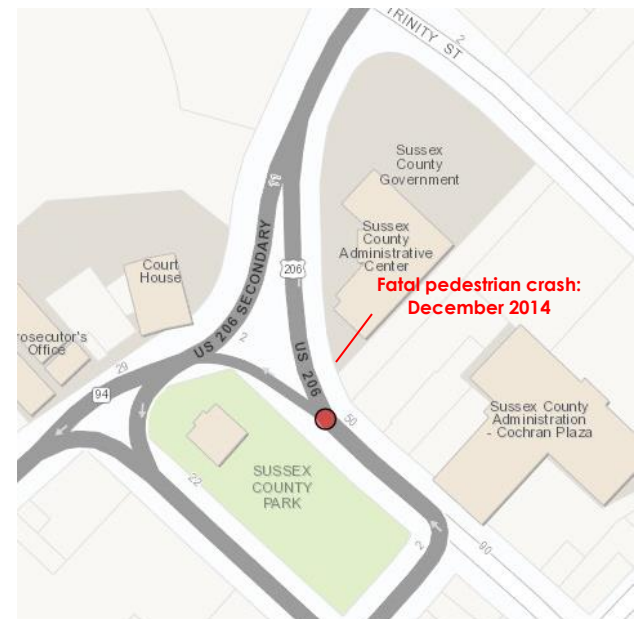 TRINITY ST
2
Sussex
County
Government
Sussex
County
Administrative
Center
206
Court
House
US 206 SECONDARY
Fatal pedestrian crash:
December 2014
rosecutor's
Office
29
2
94
US 206
50
Sussex County
Administration
- Cochran Plaza
22
SUSSEX
COUNTY
PARK
2
90